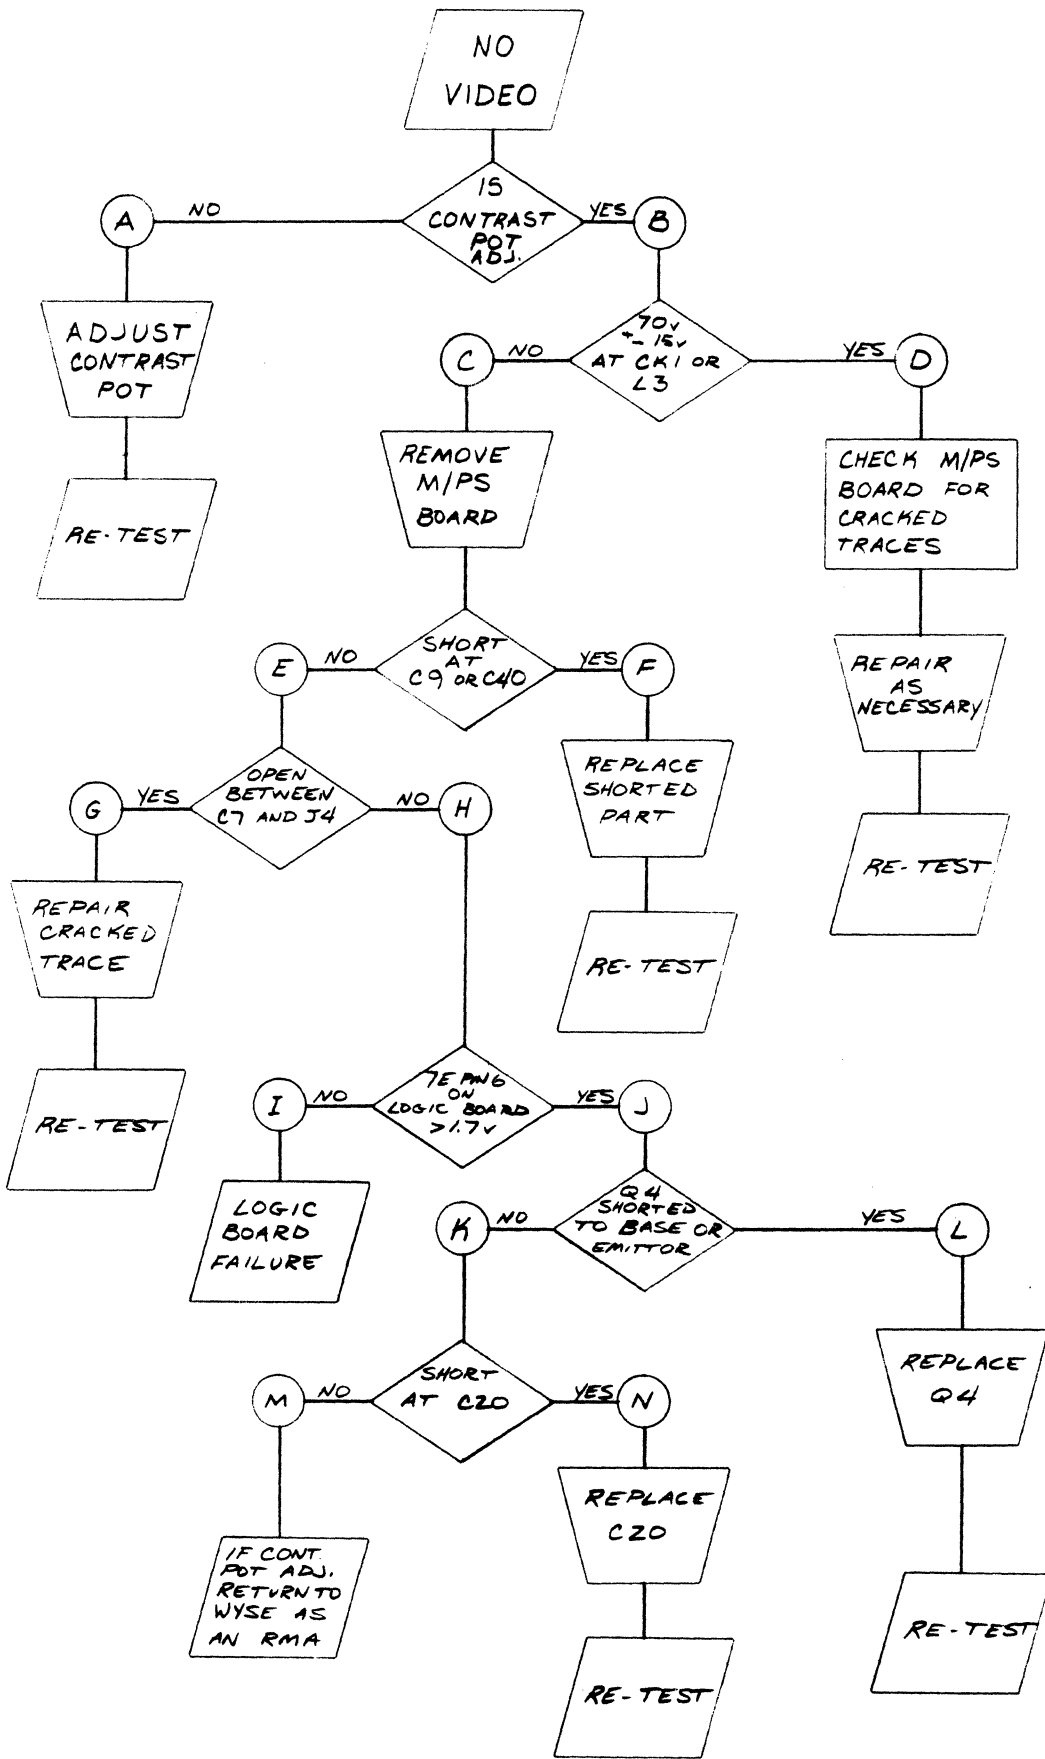 NO
VIDEO
IS
CONTRAST
POT
ADJ.
A
NO
YES
B
ADJUST
CONTRAST
POT
RE-TEST
70V
+- 15V
AT CK1 OR
L3
C
NO
YES
D
REMOVE
M/PS
BOARD
CHECK M/PS
BOARD FOR
CRACKED
TRACES
SHORT
AT
C9 OR C40
E
NO
YES
F
REPAIR
AS
NECESSARY
RE-TEST
OPEN
BETWEEN
C7 AND J4
G
YES
NO
H
REPLACE
SHORTED
PART
RE-TEST
REPAIR
CRACKED
TRACE
RE-TEST
7E PIN6
ON
LOGIC BOARD
>1.7V
I
NO
YES
J
LOGIC
BOARD
FAILURE
Q4
SHORTED
TO BASE OR
EMITTOR
K
NO
YES
L
REPLACE
Q4
RE-TEST
SHORT
AT C20
M
NO
YES
N
IF CONT.
POT ADJ.
RETURN TO
WYSE AS
AN RMA
REPLACE
C20
RE-TEST